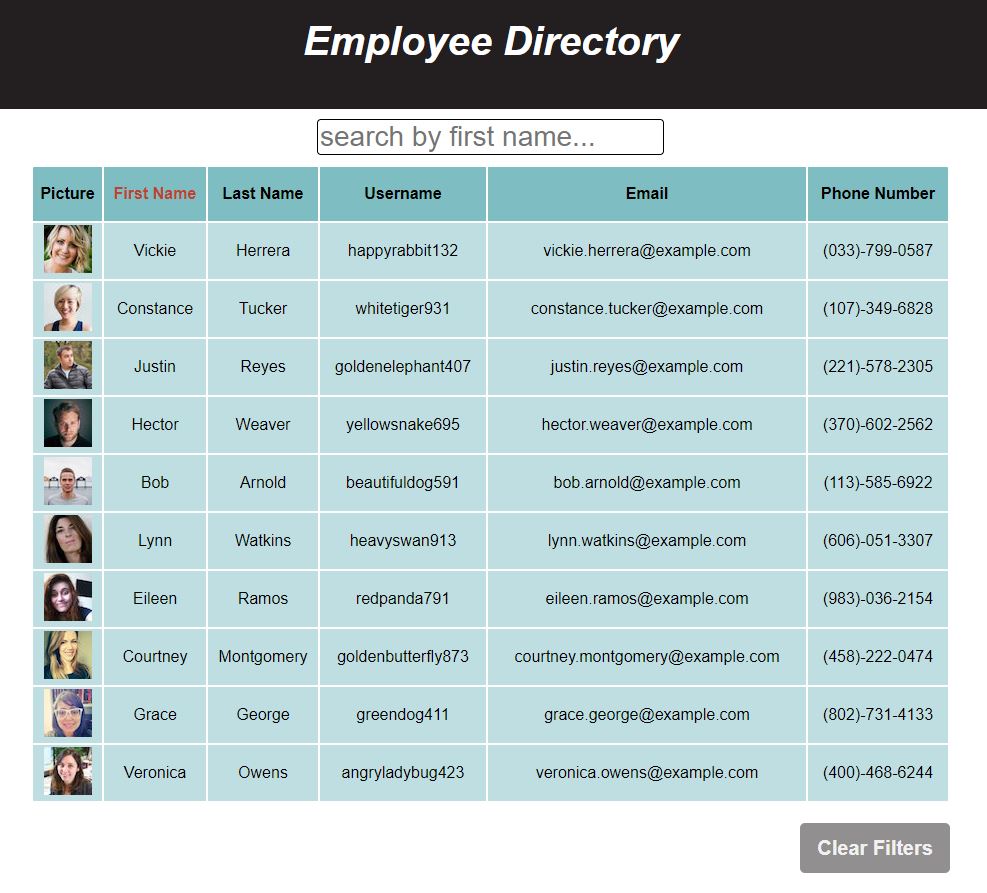 Employee Directory
search by first name...
Picture First Name Last Name Username Email Phone Number
Vickie Herrera happyrabbit132 vickie.herrera@example.com (033)-799-0587
Constance Tucker whitetiger931 constance.tucker@example.com (107)-349-6828
Justin Reyes goldenelephant407 justin.reyes@example.com (221)-578-2305
Hector Weaver yellowsnake695 hector.weaver@example.com (370)-602-2562
Bob Arnold beautifuldog591 bob.arnold@example.com (113)-585-6922
Lynn Watkins heavyswan913 lynn.watkins@example.com (606)-051-3307
Eileen Ramos redpanda791 eileen.ramos@example.com (983)-036-2154
Courtney Montgomery goldenbutterfly873 courtney.montgomery@example.com (458)-222-0474
Grace George greendog411 grace.george@example.com (802)-731-4133
Veronica Owens angryladybug423 veronica.owens@example.com (400)-468-6244
Clear Filters